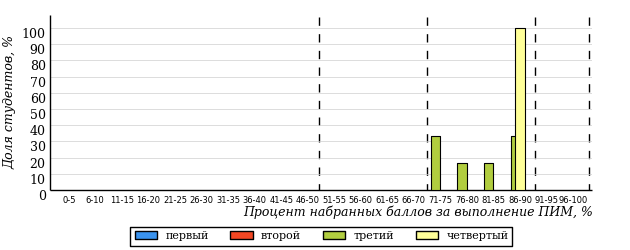 Доля студентов, %
100
90
80
70
60
50
40
30
20
10
0
0-5 6-10 11-15 16-20 21-25 26-30 31-35 36-40 41-45 46-50 51-55 56-60 61-65 66-70 71-75 76-80 81-85 86-90 91-95 96-100
Процент набранных баллов за выполнение ПИМ, %
первый второй третий четвертый